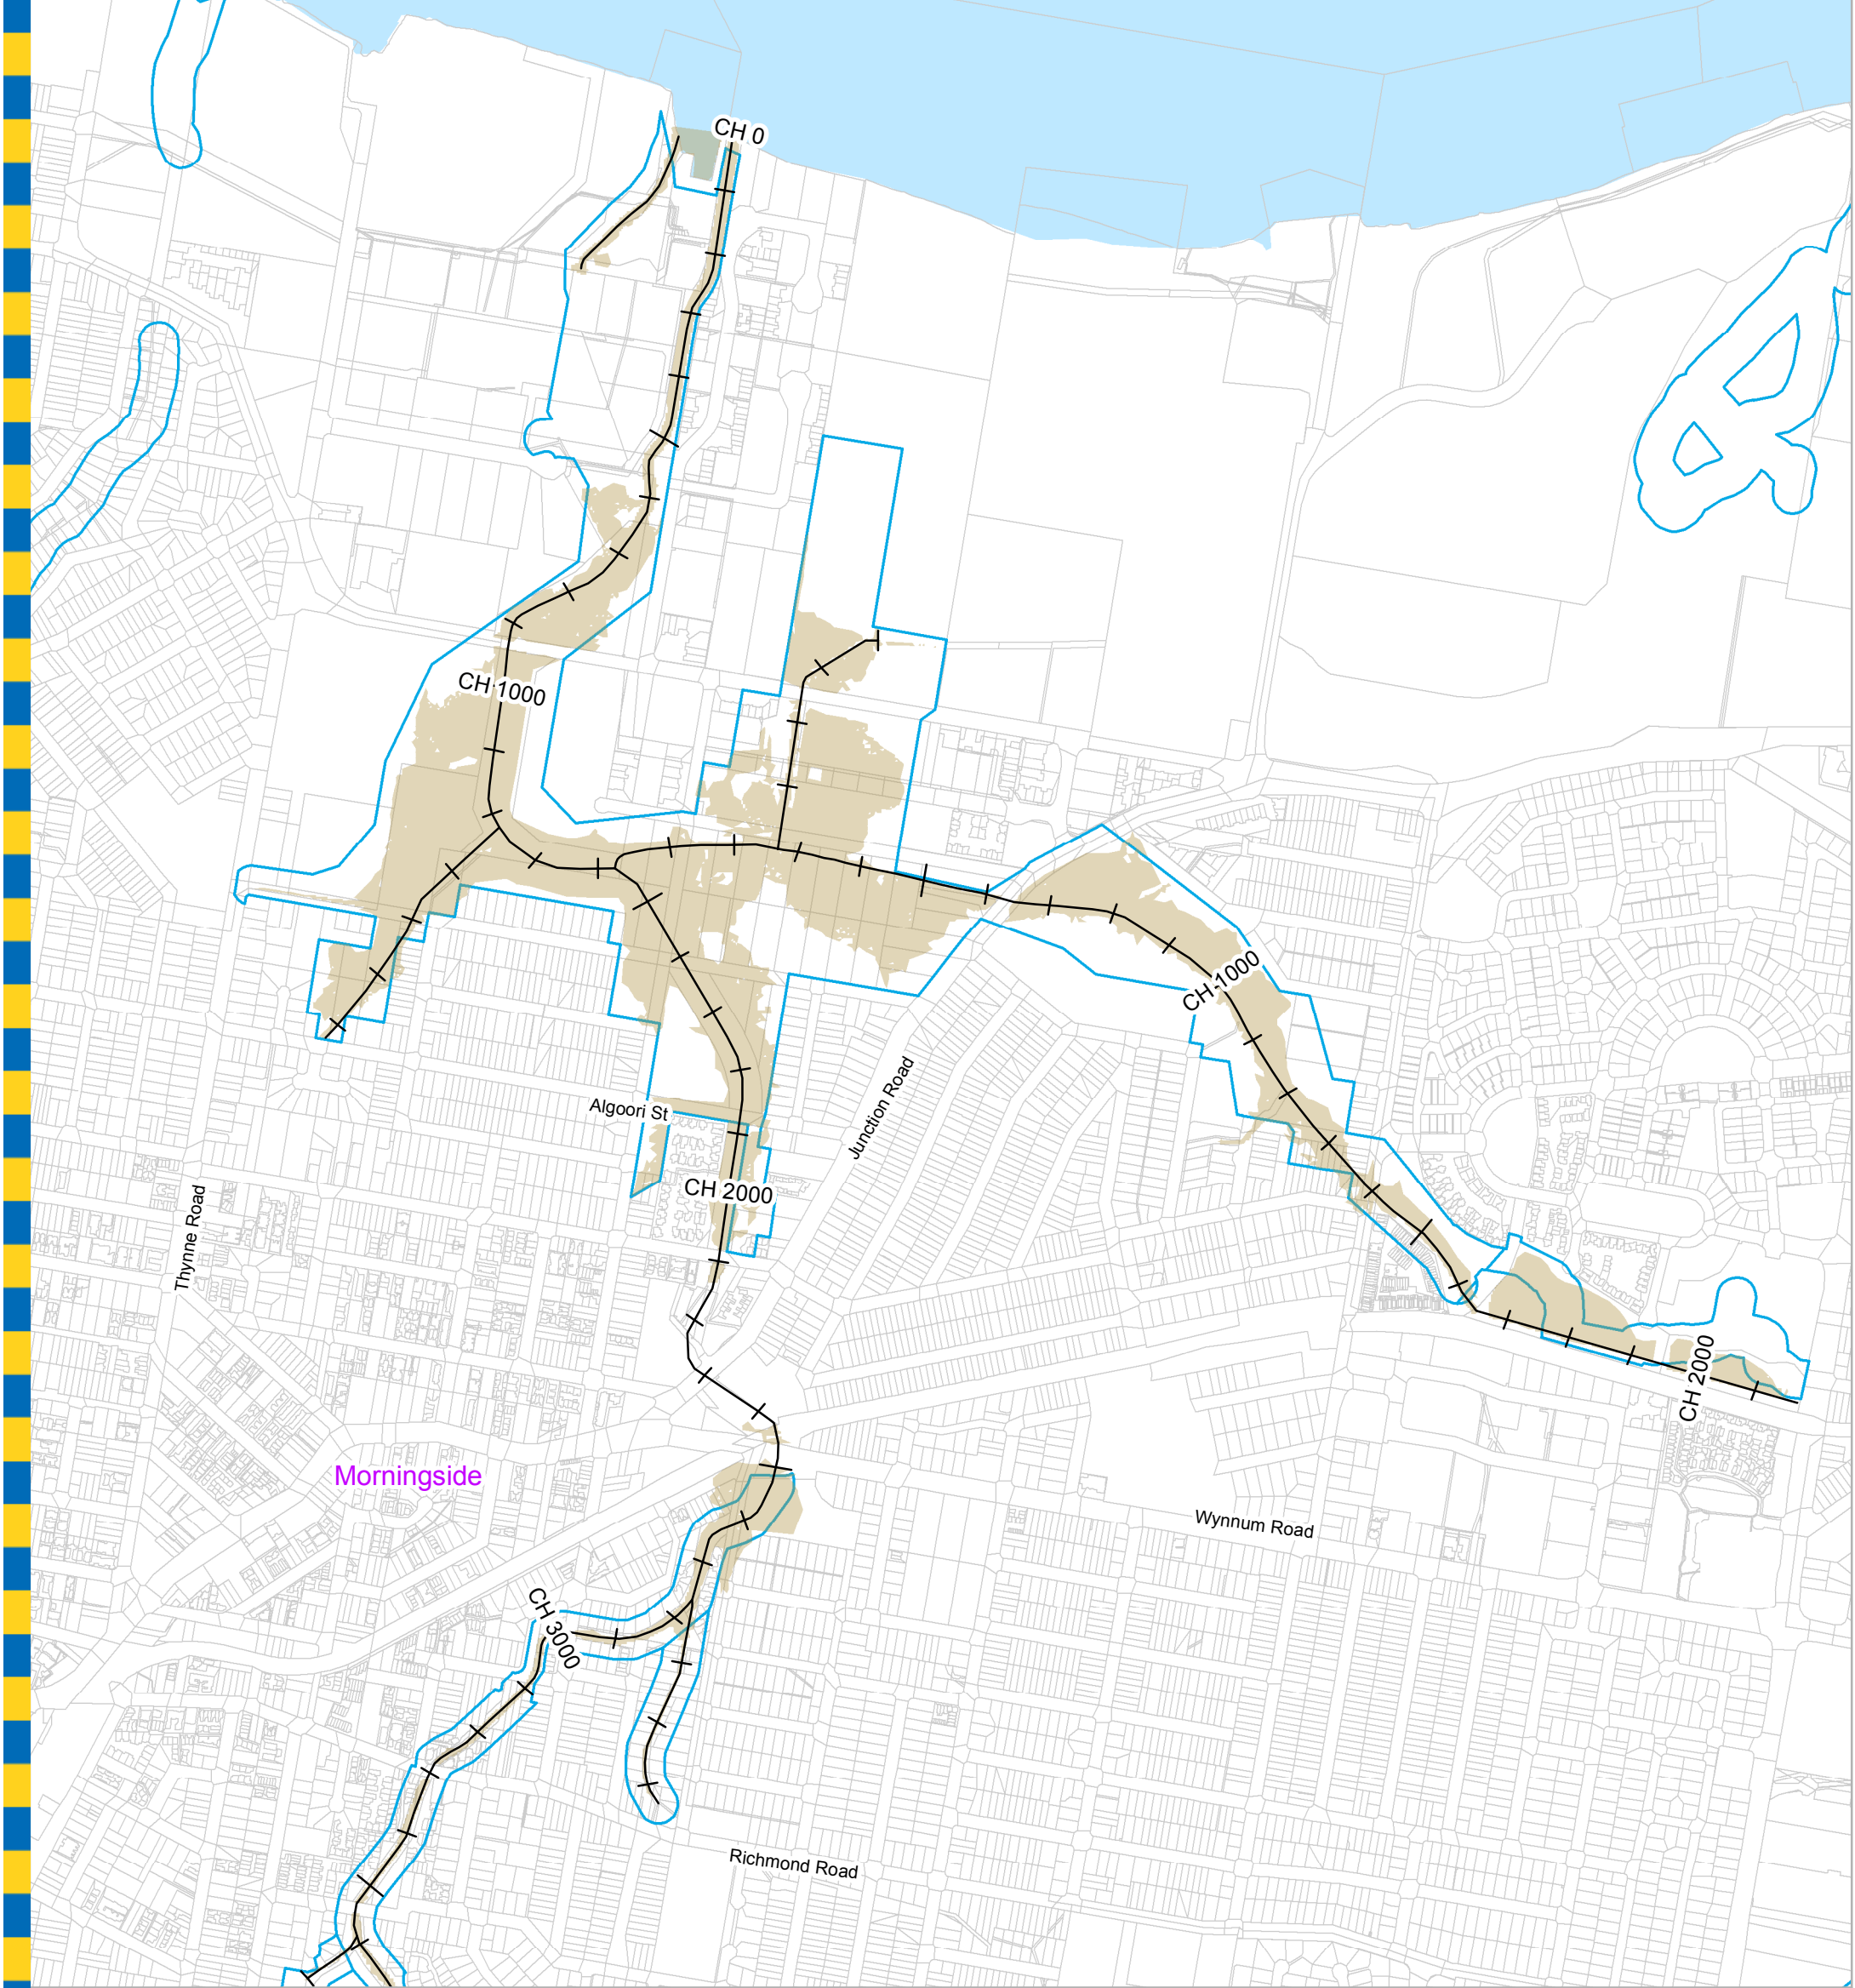 CH 0
CH 1000
CH 1000
Junction Road
Algoori St
CH 2000
Thynne Road
CH 2000
Morningside
Wynnum Road
CH 3000
Richmond Road